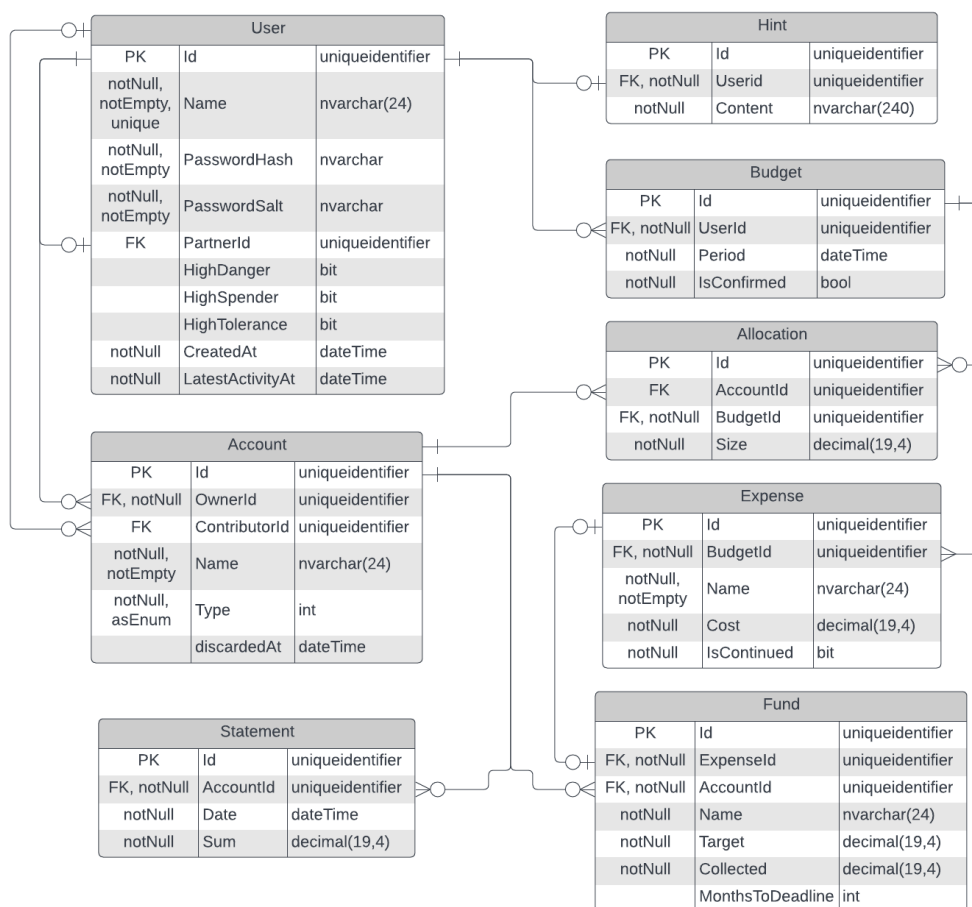 User
PK Id uniqueidentifier
notNull,
notEmpty,
unique
Name nvarchar(24)
notNull,
notEmpty
PasswordHash nvarchar
notNull,
notEmpty
PasswordSalt nvarchar
FK PartnerId uniqueidentifier
HighDanger bit
HighSpender bit
HighTolerance bit
notNull CreatedAt dateTime
notNull LatestActivityAt dateTime
Account
PK Id uniqueidentifier
FK, notNull OwnerId uniqueidentifier
FK ContributorId uniqueidentifier
notNull,
notEmpty
Name nvarchar(24)
notNull,
asEnum
Type int
discardedAt dateTime
Statement
PK Id uniqueidentifier
FK, notNull AccountId uniqueidentifier
notNull Date dateTime
notNull Sum decimal(19,4)
Hint
PK Id uniqueidentifier
FK, notNull Userid uniqueidentifier
notNull Content nvarchar(240)
Budget
PK Id uniqueidentifier
FK, notNull UserId uniqueidentifier
notNull Period dateTime
notNull IsConfirmed bool
Allocation
PK Id uniqueidentifier
FK AccountId uniqueidentifier
FK, notNull BudgetId uniqueidentifier
notNull Size decimal(19,4)
Expense
PK Id uniqueidentifier
FK, notNull BudgetId uniqueidentifier
notNull,
notEmpty
Name nvarchar(24)
notNull Cost decimal(19,4)
notNull IsContinued bit
Fund
PK Id uniqueidentifier
FK, notNull ExpenseId uniqueidentifier
FK, notNull AccountId uniqueidentifier
notNull Name nvarchar(24)
notNull Target decimal(19,4)
notNull Collected decimal(19,4)
MonthsToDeadline int